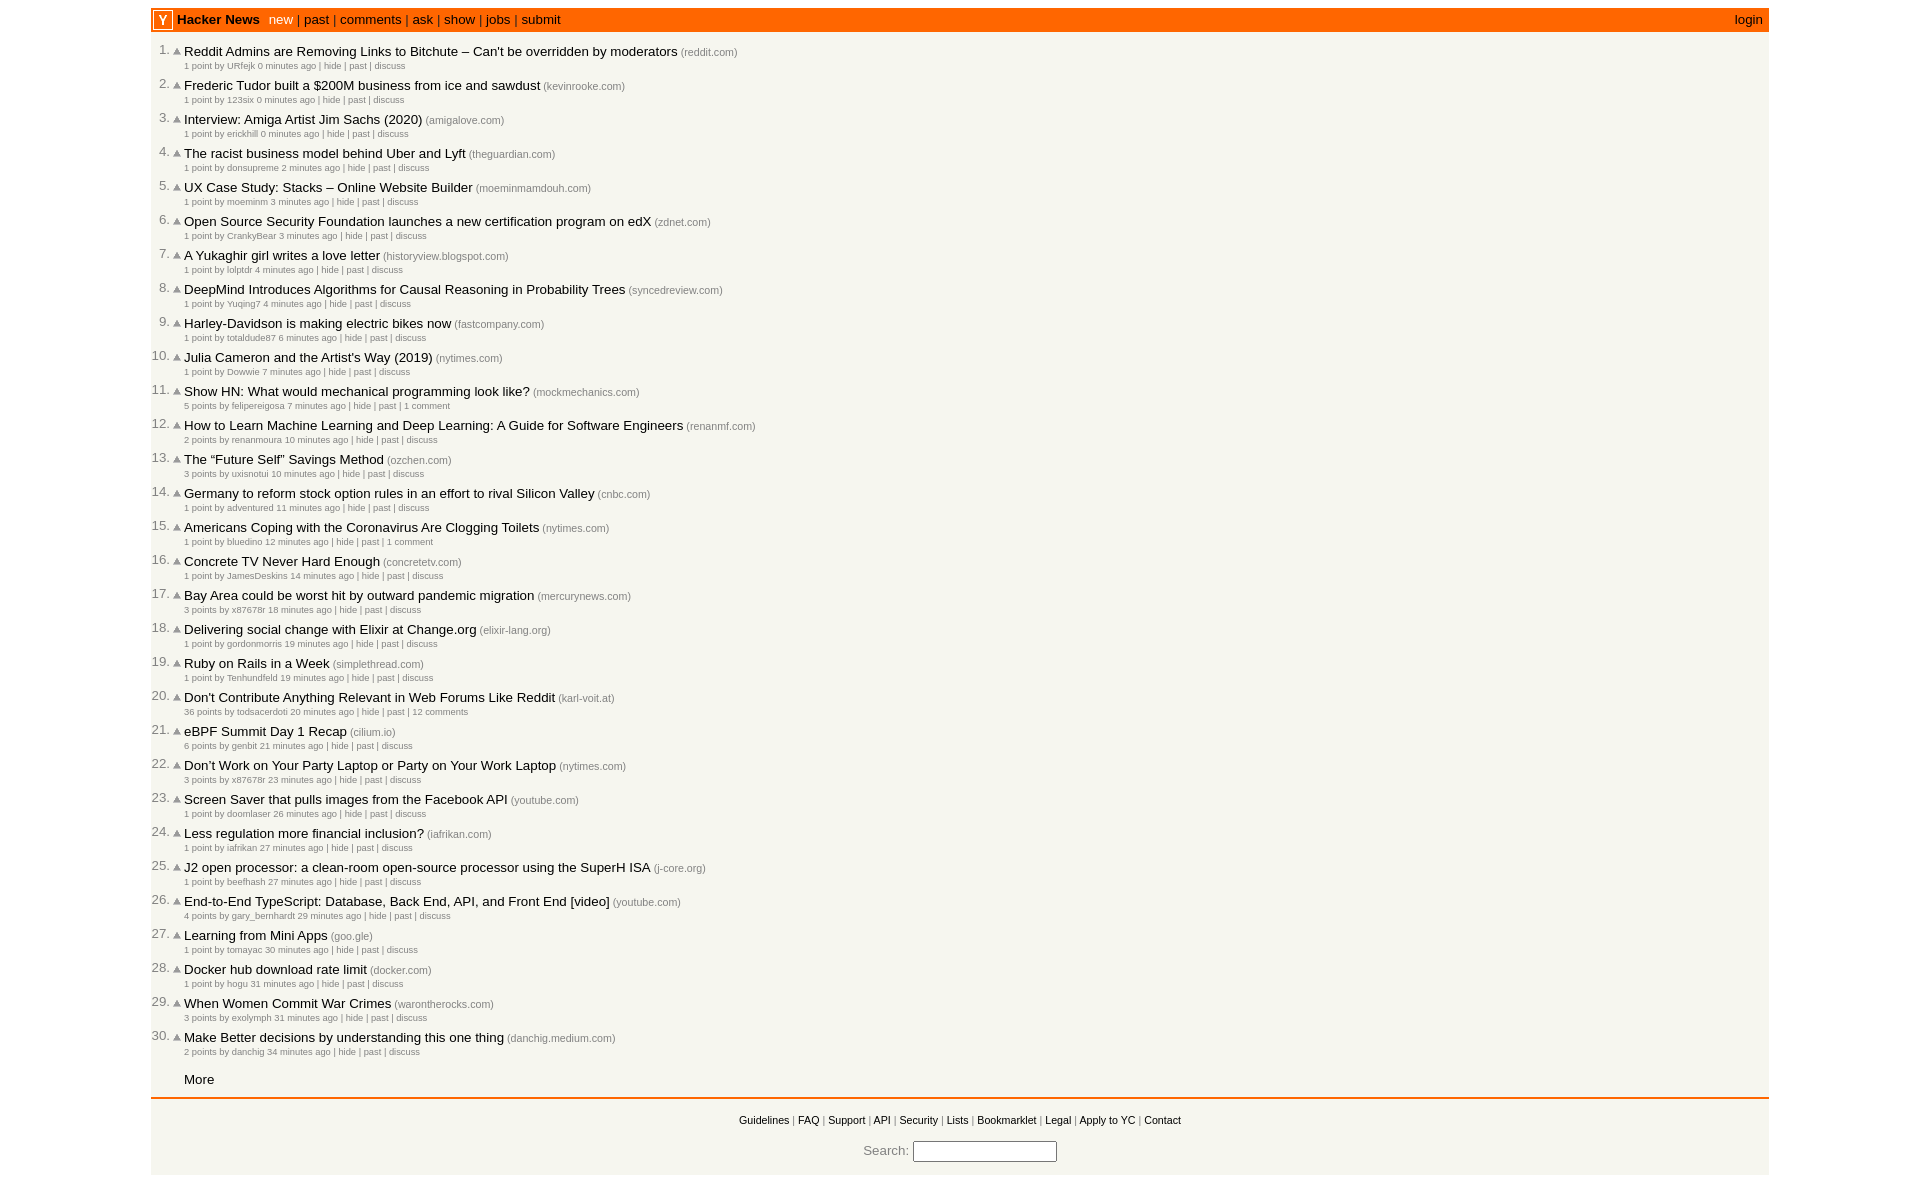 Y Hacker News new | past | comments | ask | show | jobs | submit login
1. Reddit Admins are Removing Links to Bitchute – Can't be overridden by moderators (reddit.com)
1 point by URfejk 0 minutes ago | hide | past | discuss
2. Frederic Tudor built a $200M business from ice and sawdust (kevinrooke.com)
1 point by 123six 0 minutes ago | hide | past | discuss
3. Interview: Amiga Artist Jim Sachs (2020) (amigalove.com)
1 point by erickhill 0 minutes ago | hide | past | discuss
4. The racist business model behind Uber and Lyft (theguardian.com)
1 point by donsupreme 2 minutes ago | hide | past | discuss
5. UX Case Study: Stacks – Online Website Builder (moeminmamdouh.com)
1 point by moeminm 3 minutes ago | hide | past | discuss
6. Open Source Security Foundation launches a new certification program on edX (zdnet.com)
1 point by CrankyBear 3 minutes ago | hide | past | discuss
7. A Yukaghir girl writes a love letter (historyview.blogspot.com)
1 point by lolptdr 4 minutes ago | hide | past | discuss
8. DeepMind Introduces Algorithms for Causal Reasoning in Probability Trees (syncedreview.com)
1 point by Yuqing7 4 minutes ago | hide | past | discuss
9. Harley-Davidson is making electric bikes now (fastcompany.com)
1 point by totaldude87 6 minutes ago | hide | past | discuss
10. Julia Cameron and the Artist's Way (2019) (nytimes.com)
1 point by Dowwie 7 minutes ago | hide | past | discuss
11. Show HN: What would mechanical programming look like? (mockmechanics.com)
5 points by felipereigosa 7 minutes ago | hide | past | 1 comment
12. How to Learn Machine Learning and Deep Learning: A Guide for Software Engineers (renanmf.com)
2 points by renanmoura 10 minutes ago | hide | past | discuss
13. The “Future Self” Savings Method (ozchen.com)
3 points by uxisnotui 10 minutes ago | hide | past | discuss
14. Germany to reform stock option rules in an effort to rival Silicon Valley (cnbc.com)
1 point by adventured 11 minutes ago | hide | past | discuss
15. Americans Coping with the Coronavirus Are Clogging Toilets (nytimes.com)
1 point by bluedino 12 minutes ago | hide | past | 1 comment
16. Concrete TV Never Hard Enough (concretetv.com)
1 point by JamesDeskins 14 minutes ago | hide | past | discuss
17. Bay Area could be worst hit by outward pandemic migration (mercurynews.com)
3 points by x87678r 18 minutes ago | hide | past | discuss
18. Delivering social change with Elixir at Change.org (elixir-lang.org)
1 point by gordonmorris 19 minutes ago | hide | past | discuss
19. Ruby on Rails in a Week (simplethread.com)
1 point by Tenhundfeld 19 minutes ago | hide | past | discuss
20. Don't Contribute Anything Relevant in Web Forums Like Reddit (karl-voit.at)
36 points by todsacerdoti 20 minutes ago | hide | past | 12 comments
21. eBPF Summit Day 1 Recap (cilium.io)
6 points by genbit 21 minutes ago | hide | past | discuss
22. Don’t Work on Your Party Laptop or Party on Your Work Laptop (nytimes.com)
3 points by x87678r 23 minutes ago | hide | past | discuss
23. Screen Saver that pulls images from the Facebook API (youtube.com)
1 point by doomlaser 26 minutes ago | hide | past | discuss
24. Less regulation more financial inclusion? (iafrikan.com)
1 point by iafrikan 27 minutes ago | hide | past | discuss
25. J2 open processor: a clean-room open-source processor using the SuperH ISA (j-core.org)
1 point by beefhash 27 minutes ago | hide | past | discuss
26. End-to-End TypeScript: Database, Back End, API, and Front End [video] (youtube.com)
4 points by gary_bernhardt 29 minutes ago | hide | past | discuss
27. Learning from Mini Apps (goo.gle)
1 point by tomayac 30 minutes ago | hide | past | discuss
28. Docker hub download rate limit (docker.com)
1 point by hogu 31 minutes ago | hide | past | discuss
29. When Women Commit War Crimes (warontherocks.com)
3 points by exolymph 31 minutes ago | hide | past | discuss
30. Make Better decisions by understanding this one thing (danchig.medium.com)
2 points by danchig 34 minutes ago | hide | past | discuss
More
Guidelines | FAQ | Support | API | Security | Lists | Bookmarklet | Legal | Apply to YC | Contact
Search: